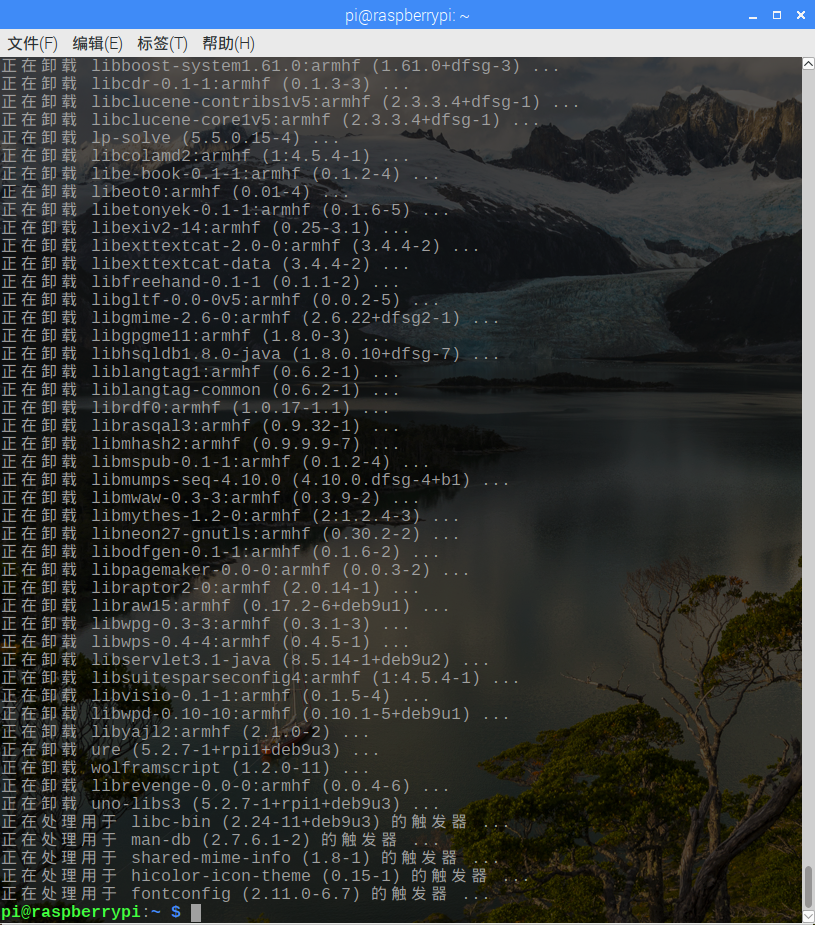 pi@raspberrypi: ~
文件(F) 编辑(E) 标签(T) 帮助(H)
正在卸载 libboost-system1.61.0:armhf (1.61.0+dfsg-3) ...
正在卸载 libcdr-0.1-1:armhf (0.1.3-3) ...
正在卸载 libclucene-contribs1v5:armhf (2.3.3.4+dfsg-1) ...
正在卸载 libclucene-core1v5:armhf (2.3.3.4+dfsg-1) ...
正在卸载 lp-solve (5.5.0.15-4) ...
正在卸载 libcolamd2:armhf (1:4.5.4-1) ...
正在卸载 libe-book-0.1-1:armhf (0.1.2-4) ...
正在卸载 libeot0:armhf (0.01-4) ...
正在卸载 libetonyek-0.1-1:armhf (0.1.6-5) ...
正在卸载 libexiv2-14:armhf (0.25-3.1) ...
正在卸载 libexttextcat-2.0-0:armhf (3.4.4-2) ...
正在卸载 libexttextcat-data (3.4.4-2) ...
正在卸载 libfreehand-0.1-1 (0.1.1-2) ...
正在卸载 libgltf-0.0-0v5:armhf (0.0.2-5) ...
正在卸载 libgmime-2.6-0:armhf (2.6.22+dfsg2-1) ...
正在卸载 libgpgme11:armhf (1.8.0-3) ...
正在卸载 libhsqldb1.8.0-java (1.8.0.10+dfsg-7) ...
正在卸载 liblangtag1:armhf (0.6.2-1) ...
正在卸载 liblangtag-common (0.6.2-1) ...
正在卸载 librdf0:armhf (1.0.17-1.1) ...
正在卸载 librasqal3:armhf (0.9.32-1) ...
正在卸载 libmhash2:armhf (0.9.9.9-7) ...
正在卸载 libmspub-0.1-1:armhf (0.1.2-4) ...
正在卸载 libmumps-seq-4.10.0 (4.10.0.dfsg-4+b1) ...
正在卸载 libmwaw-0.3-3:armhf (0.3.9-2) ...
正在卸载 libmythes-1.2-0:armhf (2:1.2.4-3) ...
正在卸载 libneon27-gnutls:armhf (0.30.2-2) ...
正在卸载 libodfgen-0.1-1:armhf (0.1.6-2) ...
正在卸载 libpagemaker-0.0-0:armhf (0.0.3-2) ...
正在卸载 libraptor2-0:armhf (2.0.14-1) ...
正在卸载 libraw15:armhf (0.17.2-6+deb9u1) ...
正在卸载 libwpg-0.3-3:armhf (0.3.1-3) ...
正在卸载 libwps-0.4-4:armhf (0.4.5-1) ...
正在卸载 libservlet3.1-java (8.5.14-1+deb9u2) ...
正在卸载 libsuitesparseconfig4:armhf (1:4.5.4-1) ...
正在卸载 libvisio-0.1-1:armhf (0.1.5-4) ...
正在卸载 libwpd-0.10-10:armhf (0.10.1-5+deb9u1) ...
正在卸载 libyajl2:armhf (2.1.0-2) ...
正在卸载 ure (5.2.7-1+rpi1+deb9u3) ...
正在卸载 wolframscript (1.2.0-11) ...
正在卸载 librevenge-0.0-0:armhf (0.0.4-6) ...
正在卸载 uno-libs3 (5.2.7-1+rpi1+deb9u3) ...
正在处理用于 libc-bin (2.24-11+deb9u3) 的触发器 ...
正在处理用于 man-db (2.7.6.1-2) 的触发器 ...
正在处理用于 shared-mime-info (1.8-1) 的触发器 ...
正在处理用于 hicolor-icon-theme (0.15-1) 的触发器 ...
正在处理用于 fontconfig (2.11.0-6.7) 的触发器 ...
pi@raspberrypi:~ $